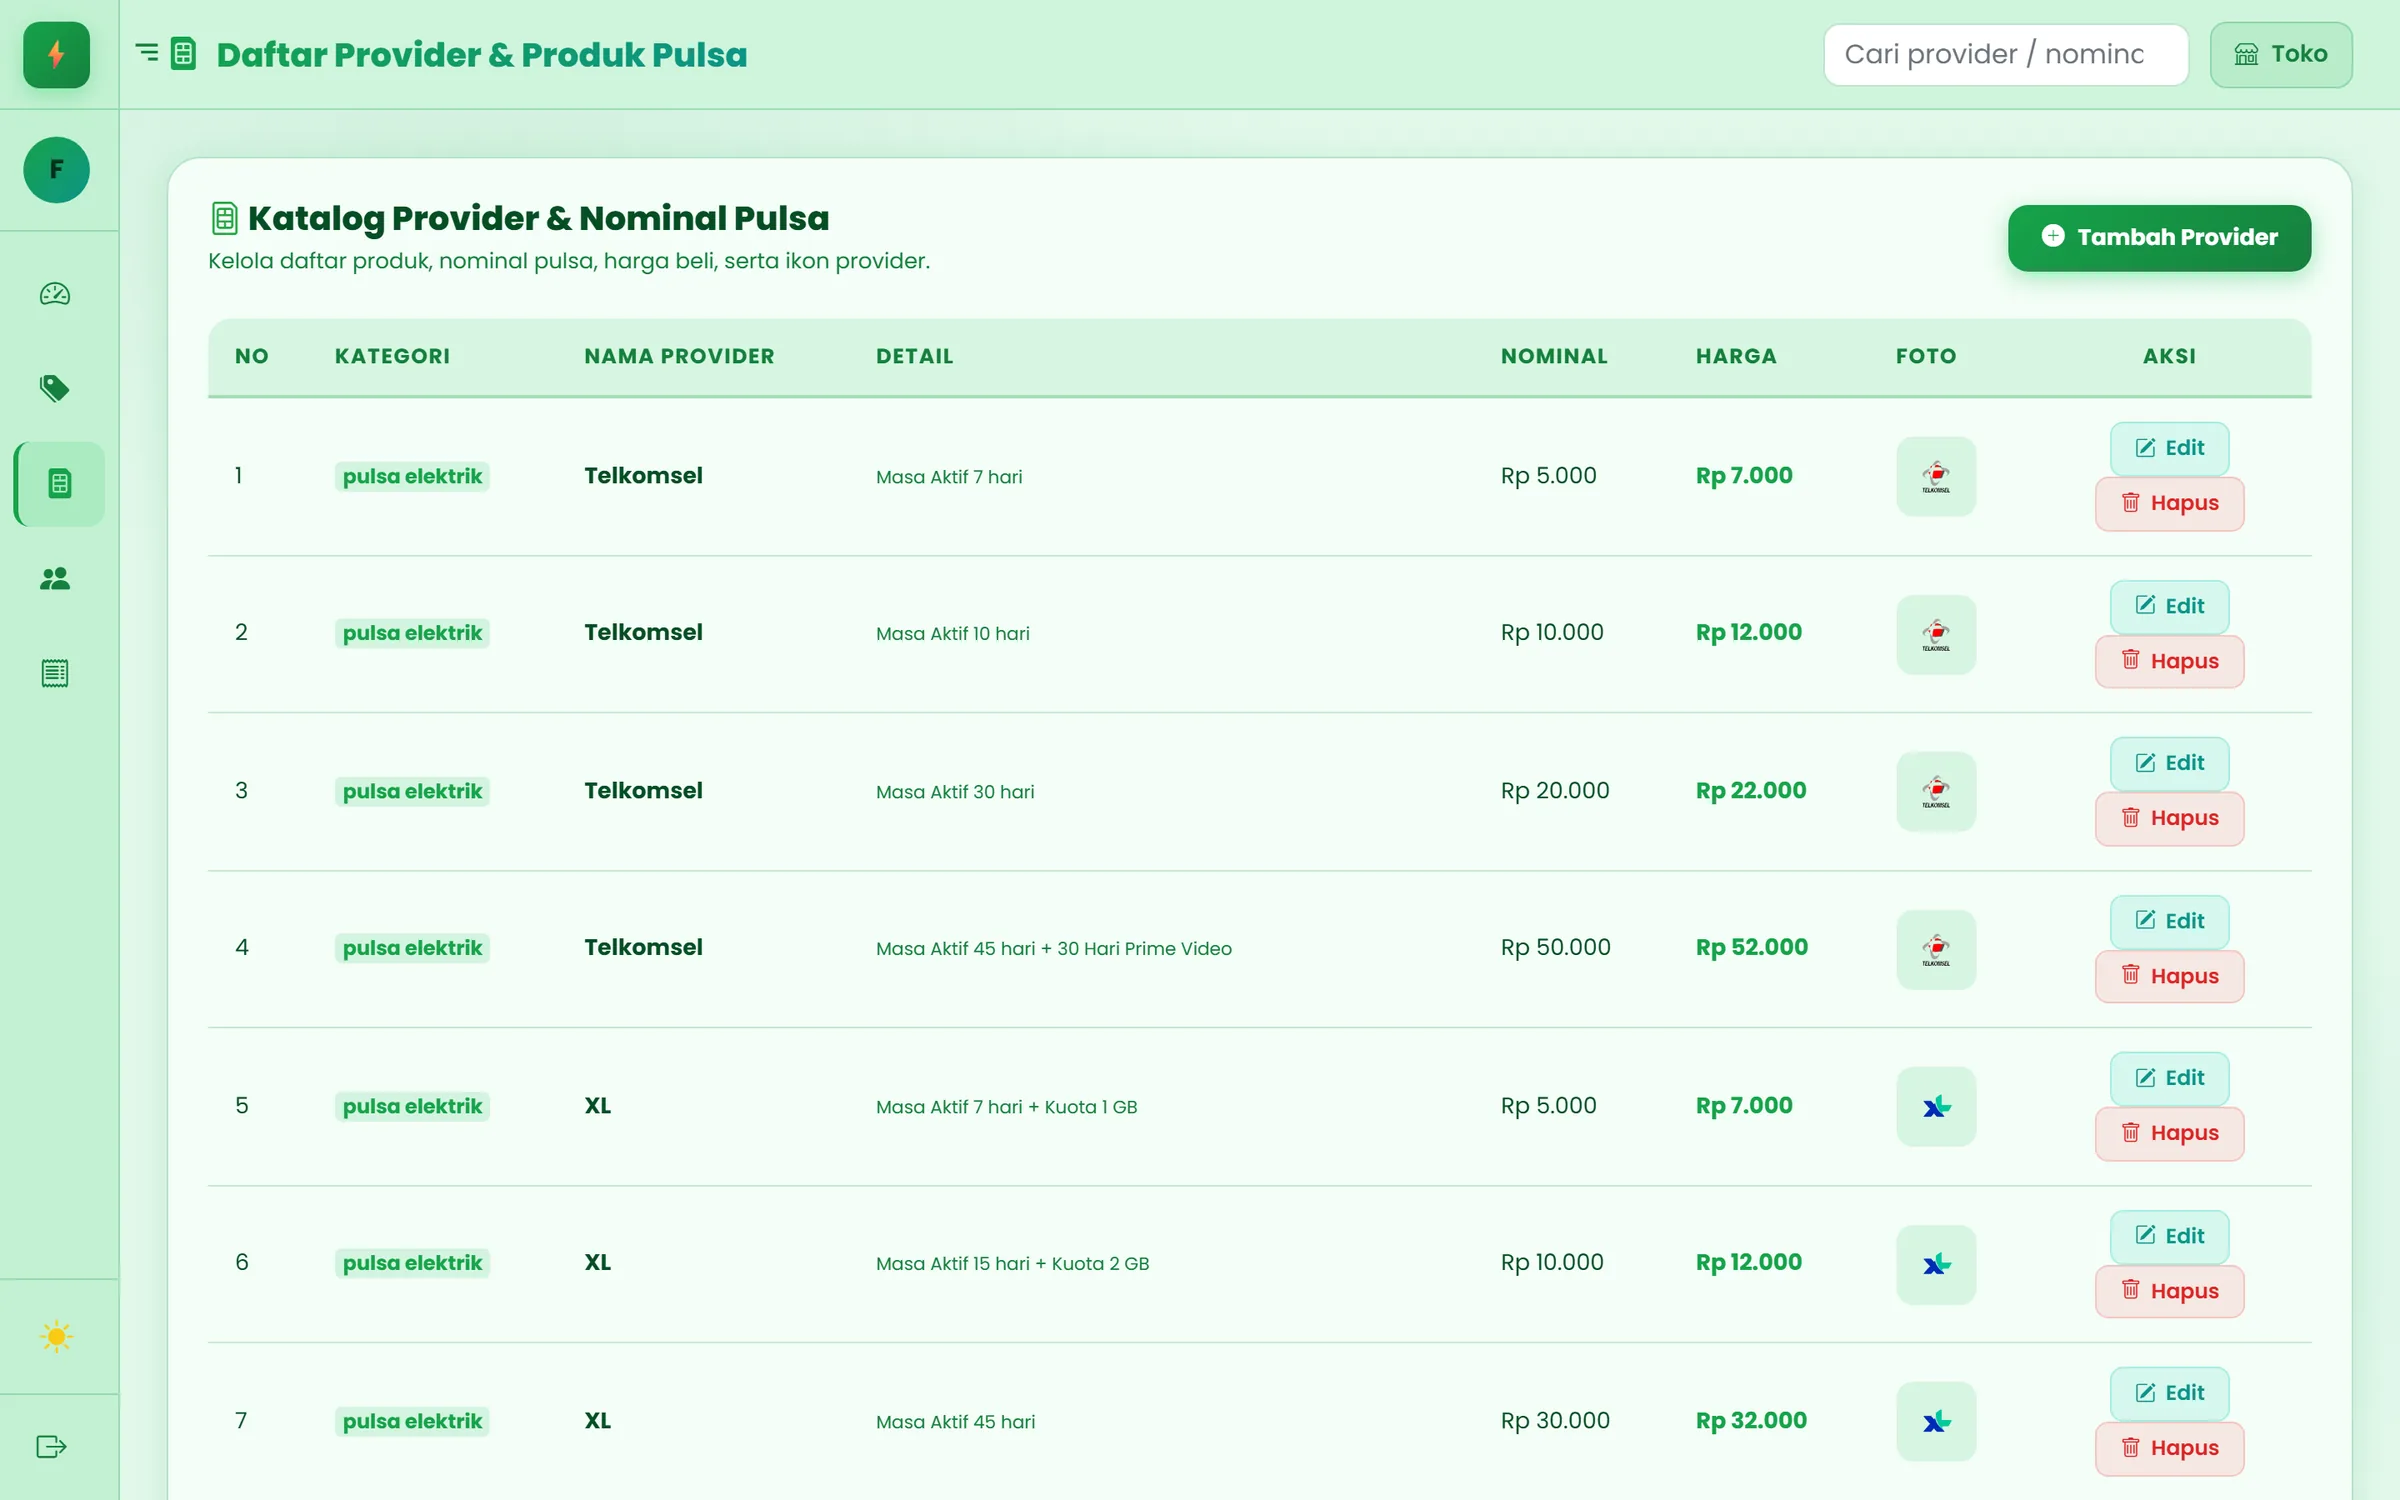 Daftar Provider & Produk Pulsa
Cari provider / nominc
Toko
F
Katalog Provider & Nominal Pulsa
Kelola daftar produk, nominal pulsa, harga beli, serta ikon provider.
Tambah Provider
NO KATEGORI NAMA PROVIDER DETAIL NOMINAL HARGA FOTO AKSI
1 pulsa elektrik Telkomsel Masa Aktif 7 hari Rp 5.000 Rp 7.000 TELKOMSEL Edit
Hapus
2 pulsa elektrik Telkomsel Masa Aktif 10 hari Rp 10.000 Rp 12.000 TELKOMSEL Edit
Hapus
3 pulsa elektrik Telkomsel Masa Aktif 30 hari Rp 20.000 Rp 22.000 TELKOMSEL Edit
Hapus
4 pulsa elektrik Telkomsel Masa Aktif 45 hari + 30 Hari Prime Video Rp 50.000 Rp 52.000 TELKOMSEL Edit
Hapus
5 pulsa elektrik XL Masa Aktif 7 hari + Kuota 1 GB Rp 5.000 Rp 7.000 XL Edit
Hapus
6 pulsa elektrik XL Masa Aktif 15 hari + Kuota 2 GB Rp 10.000 Rp 12.000 XL Edit
Hapus
7 pulsa elektrik XL Masa Aktif 45 hari Rp 30.000 Rp 32.000 XL Edit
Hapus